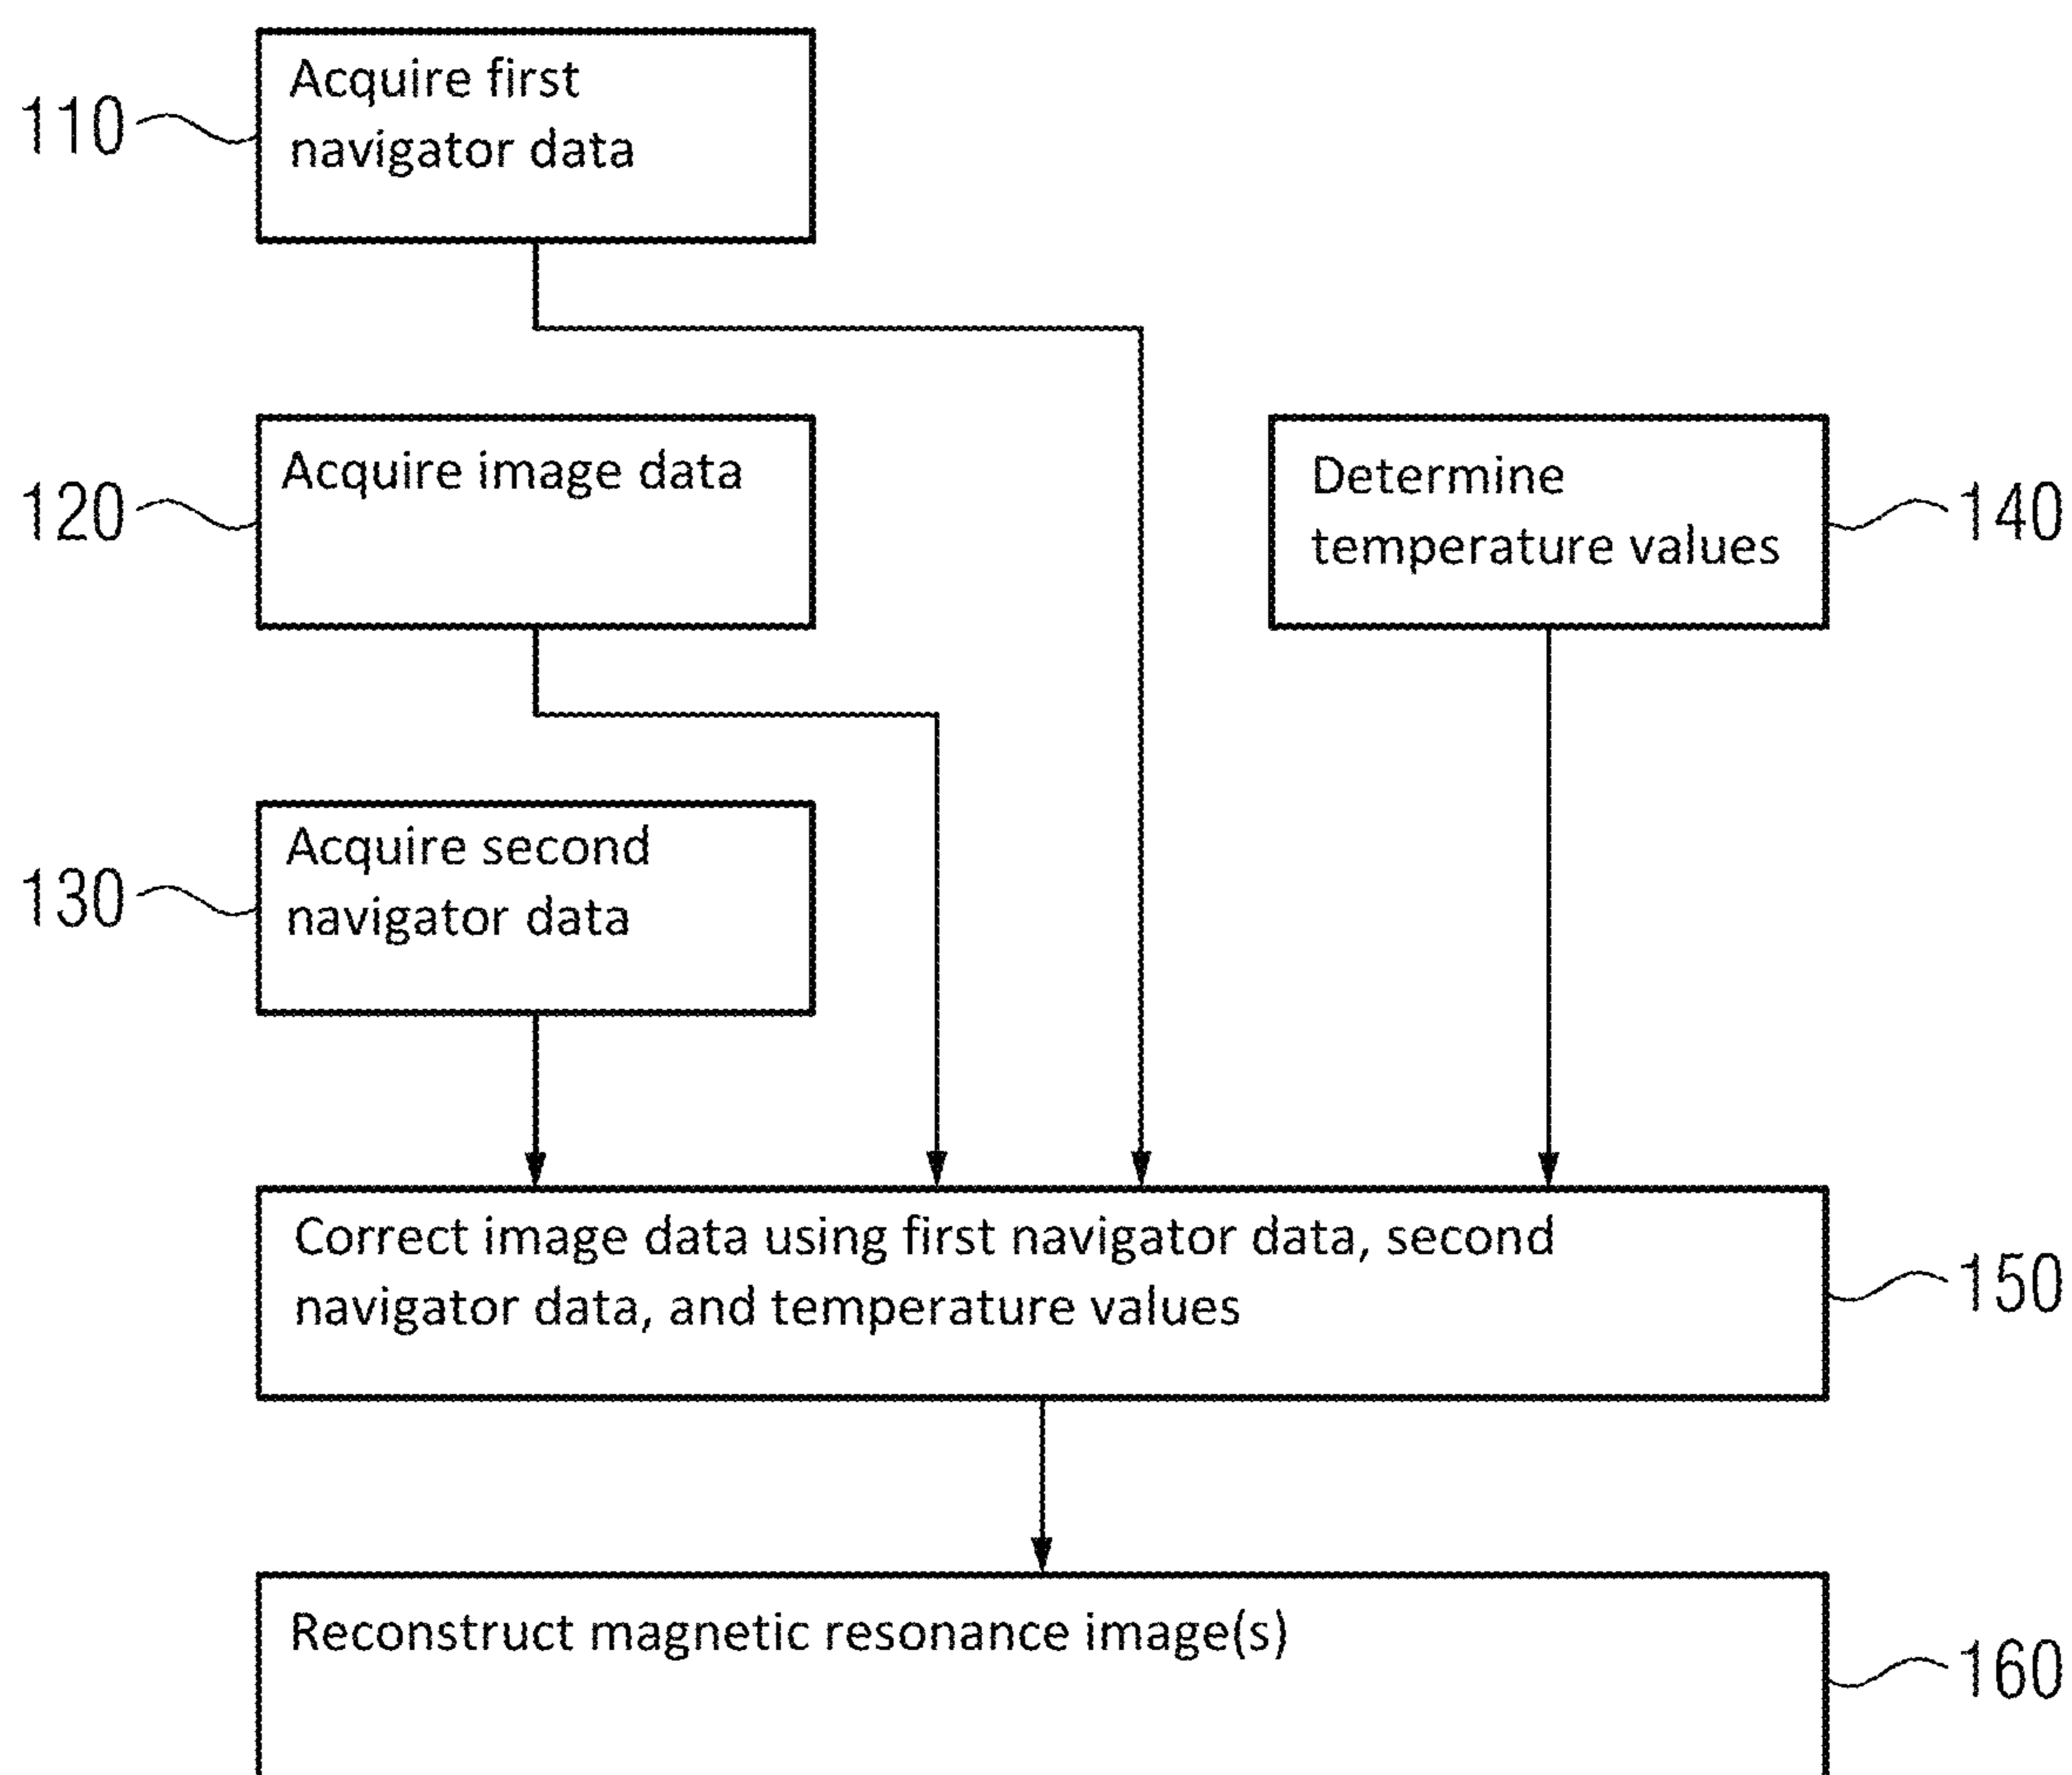 110
Acquire first
navigator data
120
Acquire image data
Determine
temperature values
140
130
Acquire second
navigator data
Correct image data using first navigator data, second
navigator data, and temperature values
150
Reconstruct magnetic resonance image(s)
160